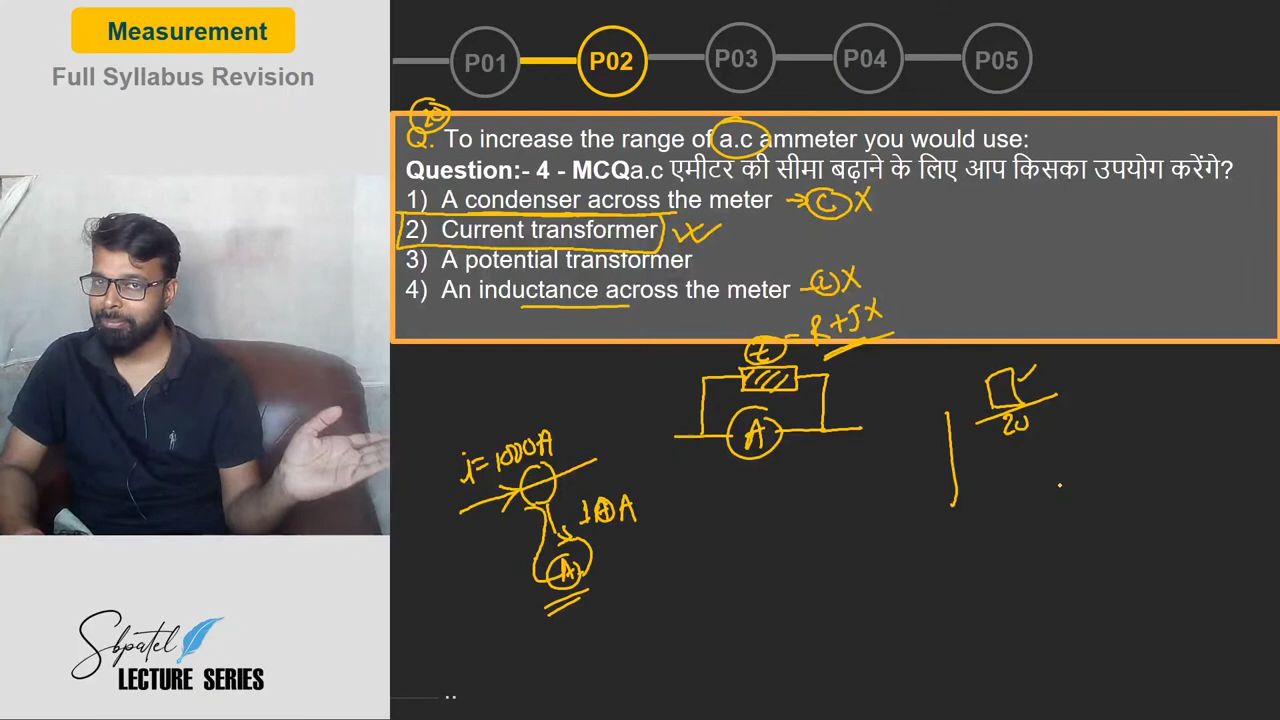 Measurement
Full Syllabus Revision
P01
P02
P03
P04
P05
20
Q. To increase the range of a.c ammeter you would use:
Question:- 4 - MCQa.c एमीटर की सीमा बढ़ाने के लिए आप किसका उपयोग करेंगे?
1) A condenser across the meter → C X
2) Current transformer
3) A potential transformer
4) An inductance across the meter X
R+JX
A
i=1000A
A
A
20
Sbpatel
LECTURE SERIES
..